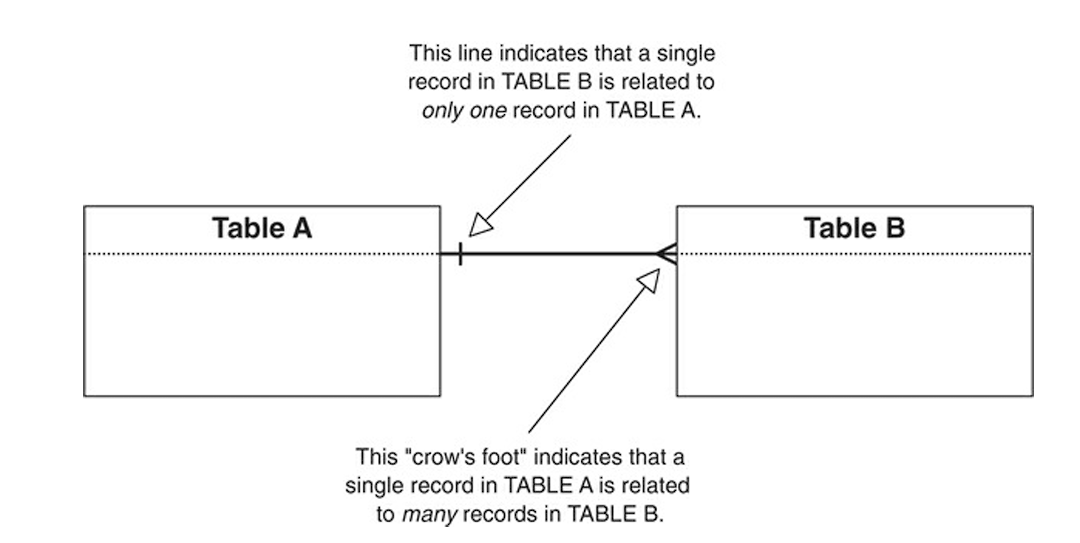 This line indicates that a single
record in TABLE B is related to
only one record in TABLE A.
Table A
Table B
This "crow's foot" indicates that a
single record in TABLE A is related
to many records in TABLE B.